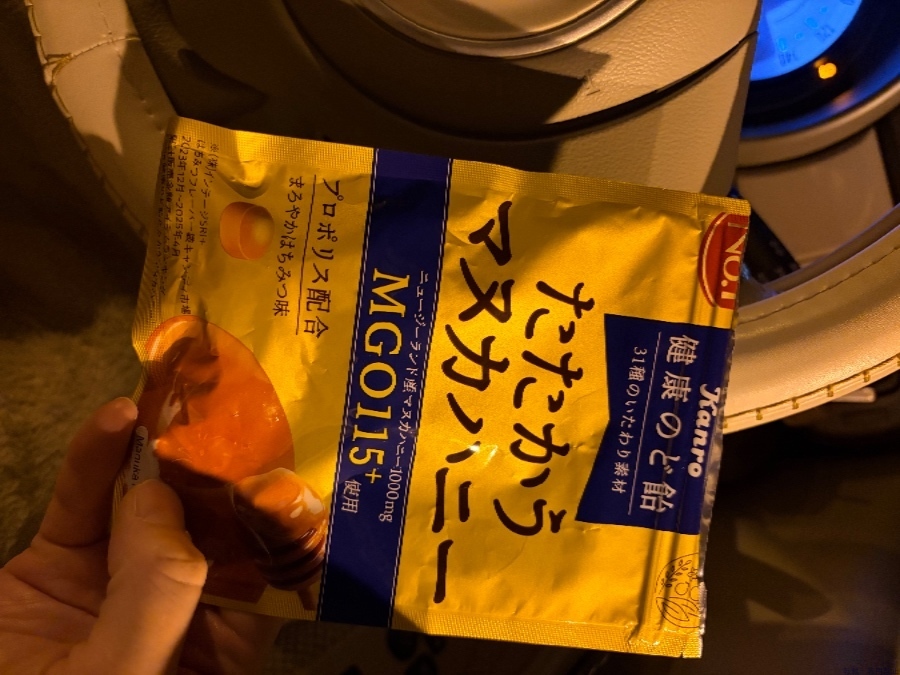 No.1
Kanro
健康のど飴
31種のいたわり素材
たたかう
マヌカハニー
ニュージーランド産マヌカハニー1000mg
MGO115+ 使用
プロポリス配合
まろやかはちみつ味
Manuka